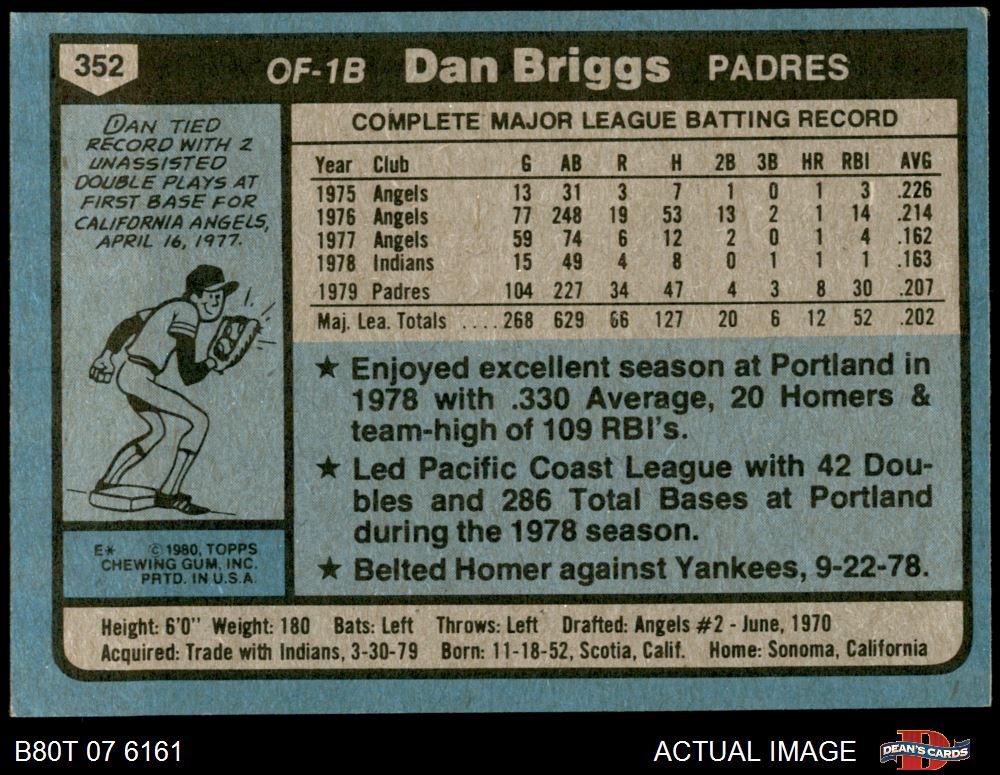 352
OF-1B Dan Briggs PADRES
DAN TIED
RECORD WITH 2
UNASSISTED
DOUBLE PLAYS AT
FIRST BASE FOR
CALIFORNIA ANGELS,
APRIL 16, 1977.
E* © 1980, TOPPS
CHEWING GUM, INC.
PRTD. IN U.S.A.
COMPLETE MAJOR LEAGUE BATTING RECORD
Year Club G AB R H 2B 3B HR RBI AVG
1975 Angels 13 31 3 7 1 0 1 3 .226
1976 Angels 77 248 19 53 13 2 1 14 .214
1977 Angels 59 74 6 12 2 0 1 4 .162
1978 Indians 15 49 4 8 0 1 1 1 .163
1979 Padres 104 227 34 47 4 3 8 30 .207
Maj. Lea. Totals ....268 629 66 127 20 6 12 52 .202
★ Enjoyed excellent season at Portland in
1978 with .330 Average, 20 Homers &
team-high of 109 RBI's.
★ Led Pacific Coast League with 42 Dou-
bles and 286 Total Bases at Portland
during the 1978 season.
★ Belted Homer against Yankees, 9-22-78.
Height: 6'0" Weight: 180 Bats: Left Throws: Left Drafted: Angels #2 - June, 1970
Acquired: Trade with Indians, 3-30-79 Born: 11-18-52, Scotia, Calif. Home: Sonoma, California
B80T 07 6161 ACTUAL IMAGE DEAN'S CARDS